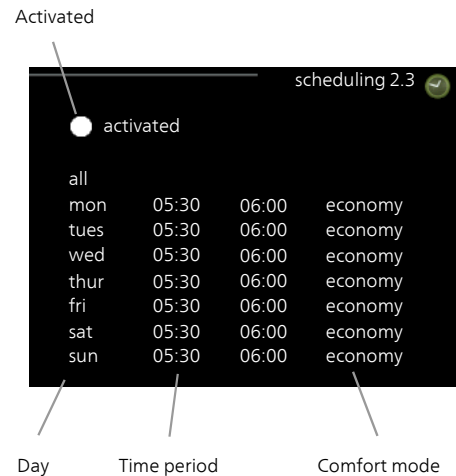 Activated
scheduling 2.3
activated
all
mon 05:30 06:00 economy
tues 05:30 06:00 economy
wed 05:30 06:00 economy
thur 05:30 06:00 economy
fri 05:30 06:00 economy
sat 05:30 06:00 economy
sun 05:30 06:00 economy
Day Time period Comfort mode